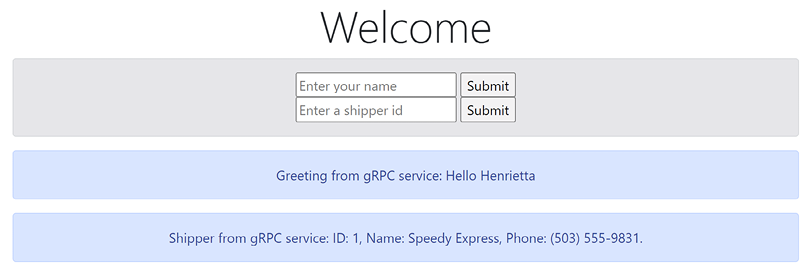 Welcome
Enter your name Submit
Enter a shipper id Submit
Greeting from gRPC service: Hello Henrietta
Shipper from gRPC service: ID: 1, Name: Speedy Express, Phone: (503) 555-9831.